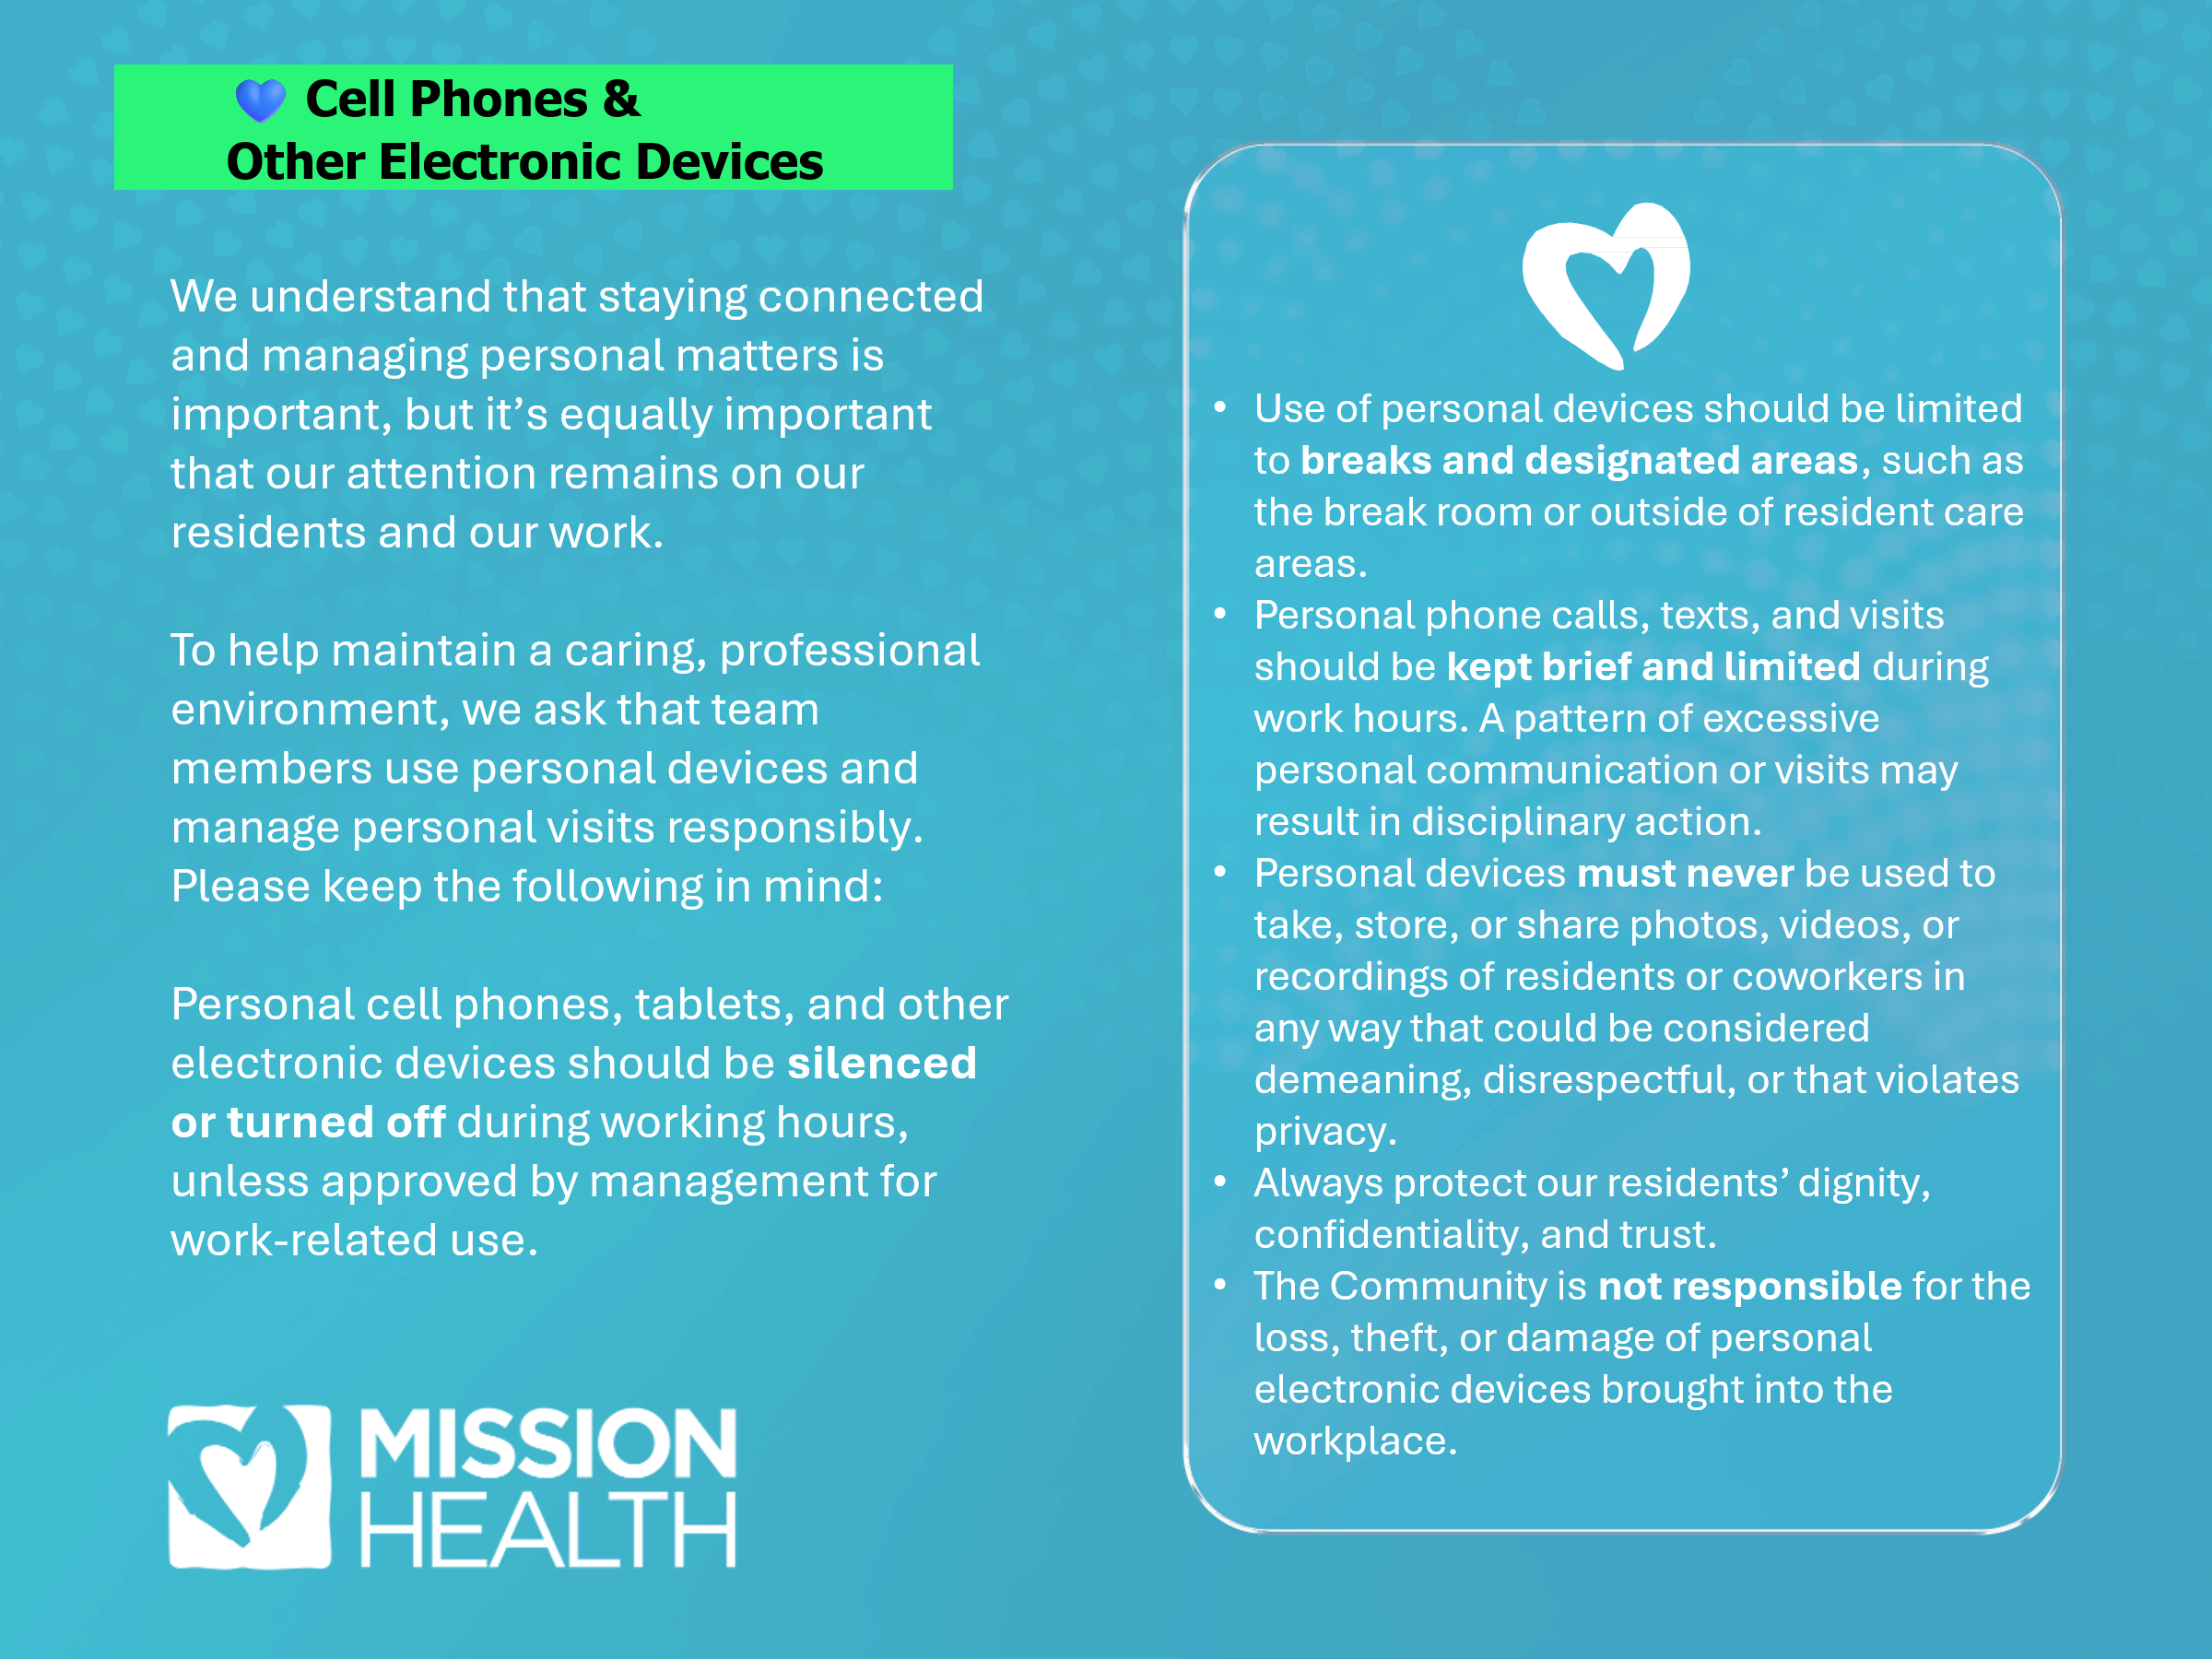 💙 Cell Phones &
Other Electronic Devices
We understand that staying connected
and managing personal matters is
important, but it’s equally important
that our attention remains on our
residents and our work.
To help maintain a caring, professional
environment, we ask that team
members use personal devices and
manage personal visits responsibly.
Please keep the following in mind:
Personal cell phones, tablets, and other
electronic devices should be silenced
or turned off during working hours,
unless approved by management for
work-related use.
MISSION
HEALTH
• Use of personal devices should be limited
to breaks and designated areas, such as
the break room or outside of resident care
areas.
• Personal phone calls, texts, and visits
should be kept brief and limited during
work hours. A pattern of excessive
personal communication or visits may
result in disciplinary action.
• Personal devices must never be used to
take, store, or share photos, videos, or
recordings of residents or coworkers in
any way that could be considered
demeaning, disrespectful, or that violates
privacy.
• Always protect our residents’ dignity,
confidentiality, and trust.
• The Community is not responsible for the
loss, theft, or damage of personal
electronic devices brought into the
workplace.